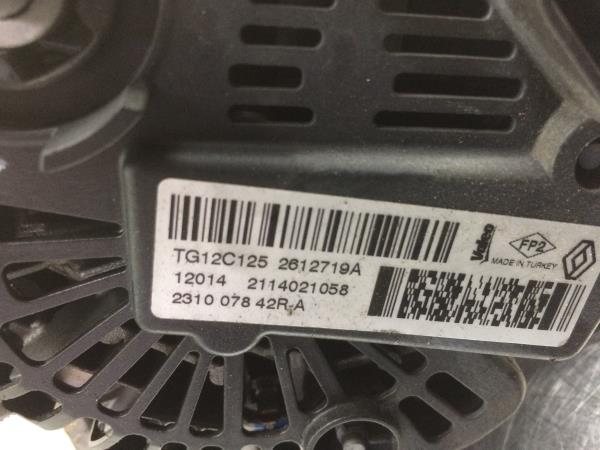 TG12C125 2612719A
12014 2114021058
2310 078 42R-A
Valeo
FP2
MADE IN TURKEY